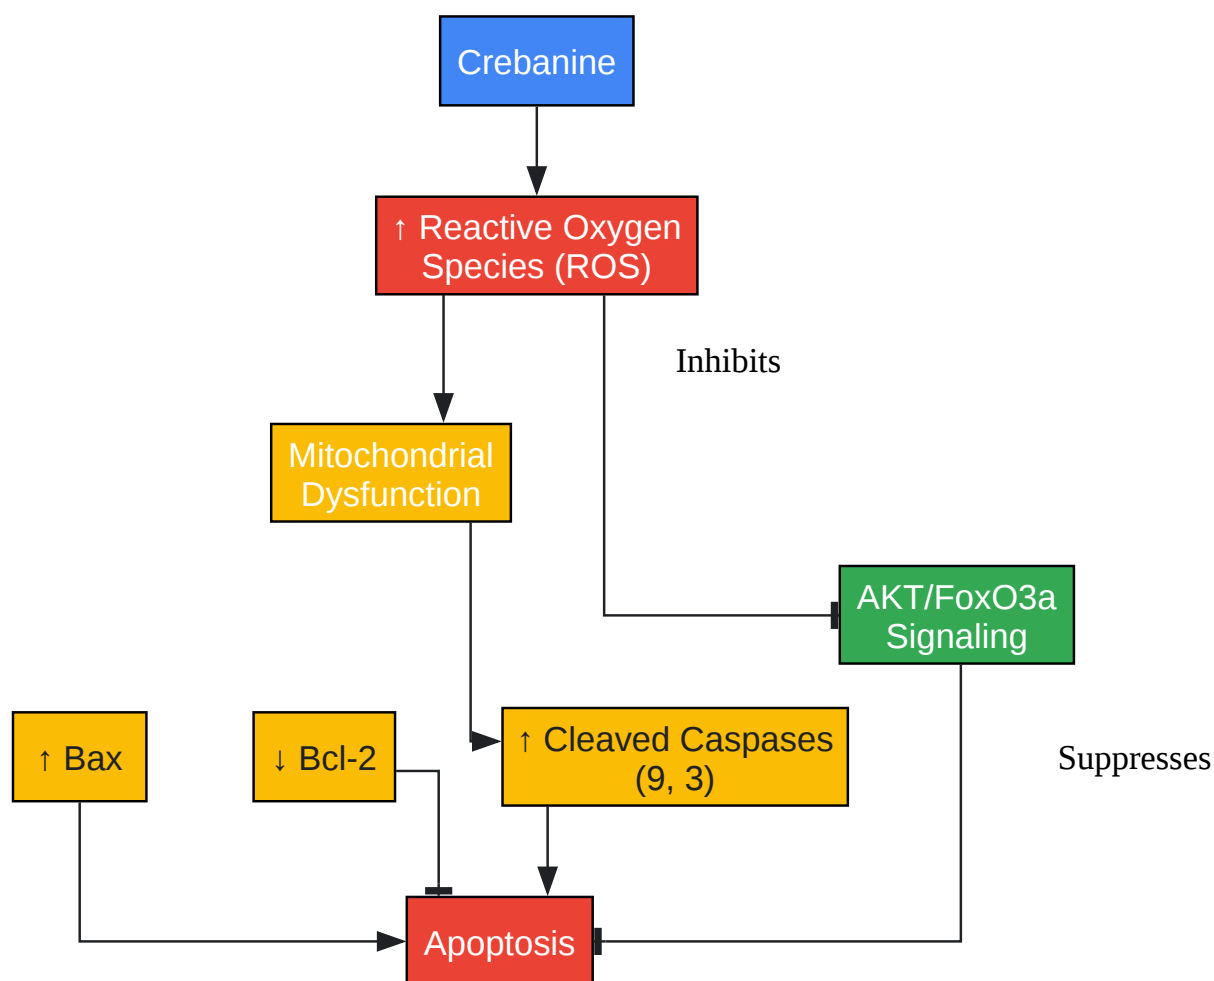 Crebanine
↑ Reactive Oxygen
Species (ROS)
Inhibits
Mitochondrial
Dysfunction
AKT/FoxO3a
Signaling
↑ Bax
↓ Bcl-2
↑ Cleaved Caspases
(9, 3)
Suppresses
Apoptosis